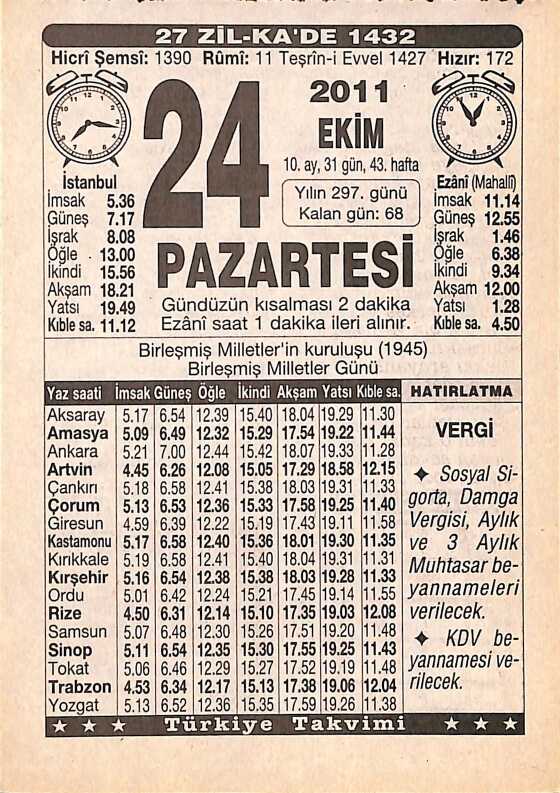 27 ZİL-KA'DE 1432
Hicrî Şemsî: 1390 Rûmî: 11 Teşrîn-i Evvel 1427 Hızır: 172
24
2011
EKİM
10. ay, 31 gün, 43. hafta
Yılın 297. günü
Kalan gün: 68
PAZARTESİ
Gündüzün kısalması 2 dakika
Ezânî saat 1 dakika ileri alınır.
İstanbul
İmsak 5.36
Güneş 7.17
İşrak 8.08
Öğle 13.00
İkindi 15.56
Akşam 18.21
Yatsı 19.49
Kıble sa. 11.12
Ezânî (Mahallî)
İmsak 11.14
Güneş 12.55
İşrak 1.46
Öğle 6.38
İkindi 9.34
Akşam 12.00
Yatsı 1.28
Kıble sa. 4.50
Birleşmiş Milletler'in kuruluşu (1945)
Birleşmiş Milletler Günü
Yaz saati İmsak Güneş Öğle İkindi Akşam Yatsı Kıble sa.
Aksaray 5.17 6.54 12.39 15.40 18.04 19.29 11.30
Amasya 5.09 6.49 12.32 15.29 17.54 19.22 11.44
Ankara 5.21 7.00 12.44 15.42 18.07 19.33 11.28
Artvin 4.45 6.26 12.08 15.05 17.29 18.58 12.15
Çankırı 5.18 6.58 12.41 15.38 18.03 19.31 11.33
Çorum 5.13 6.53 12.36 15.33 17.58 19.25 11.40
Giresun 4.59 6.39 12.22 15.19 17.43 19.11 11.58
Kastamonu 5.17 6.58 12.40 15.36 18.01 19.30 11.35
Kırıkkale 5.19 6.58 12.41 15.40 18.04 19.31 11.31
Kırşehir 5.16 6.54 12.38 15.38 18.03 19.28 11.33
Ordu 5.01 6.42 12.24 15.21 17.45 19.14 11.55
Rize 4.50 6.31 12.14 15.10 17.35 19.03 12.08
Samsun 5.07 6.48 12.30 15.26 17.51 19.20 11.48
Sinop 5.11 6.54 12.35 15.30 17.55 19.25 11.43
Tokat 5.06 6.46 12.29 15.27 17.52 19.19 11.48
Trabzon 4.53 6.34 12.17 15.13 17.38 19.06 12.04
Yozgat 5.13 6.52 12.36 15.35 17.59 19.26 11.38
HATIRLATMA
VERGİ
✦ Sosyal Si-
gorta, Damga
Vergisi, Aylık
ve 3 Aylık
Muhtasar be-
yannameleri
verilecek.
✦ KDV be-
yannamesi ve-
rilecek.
★ ★ ★ Türkiye Takvimi ★ ★ ★